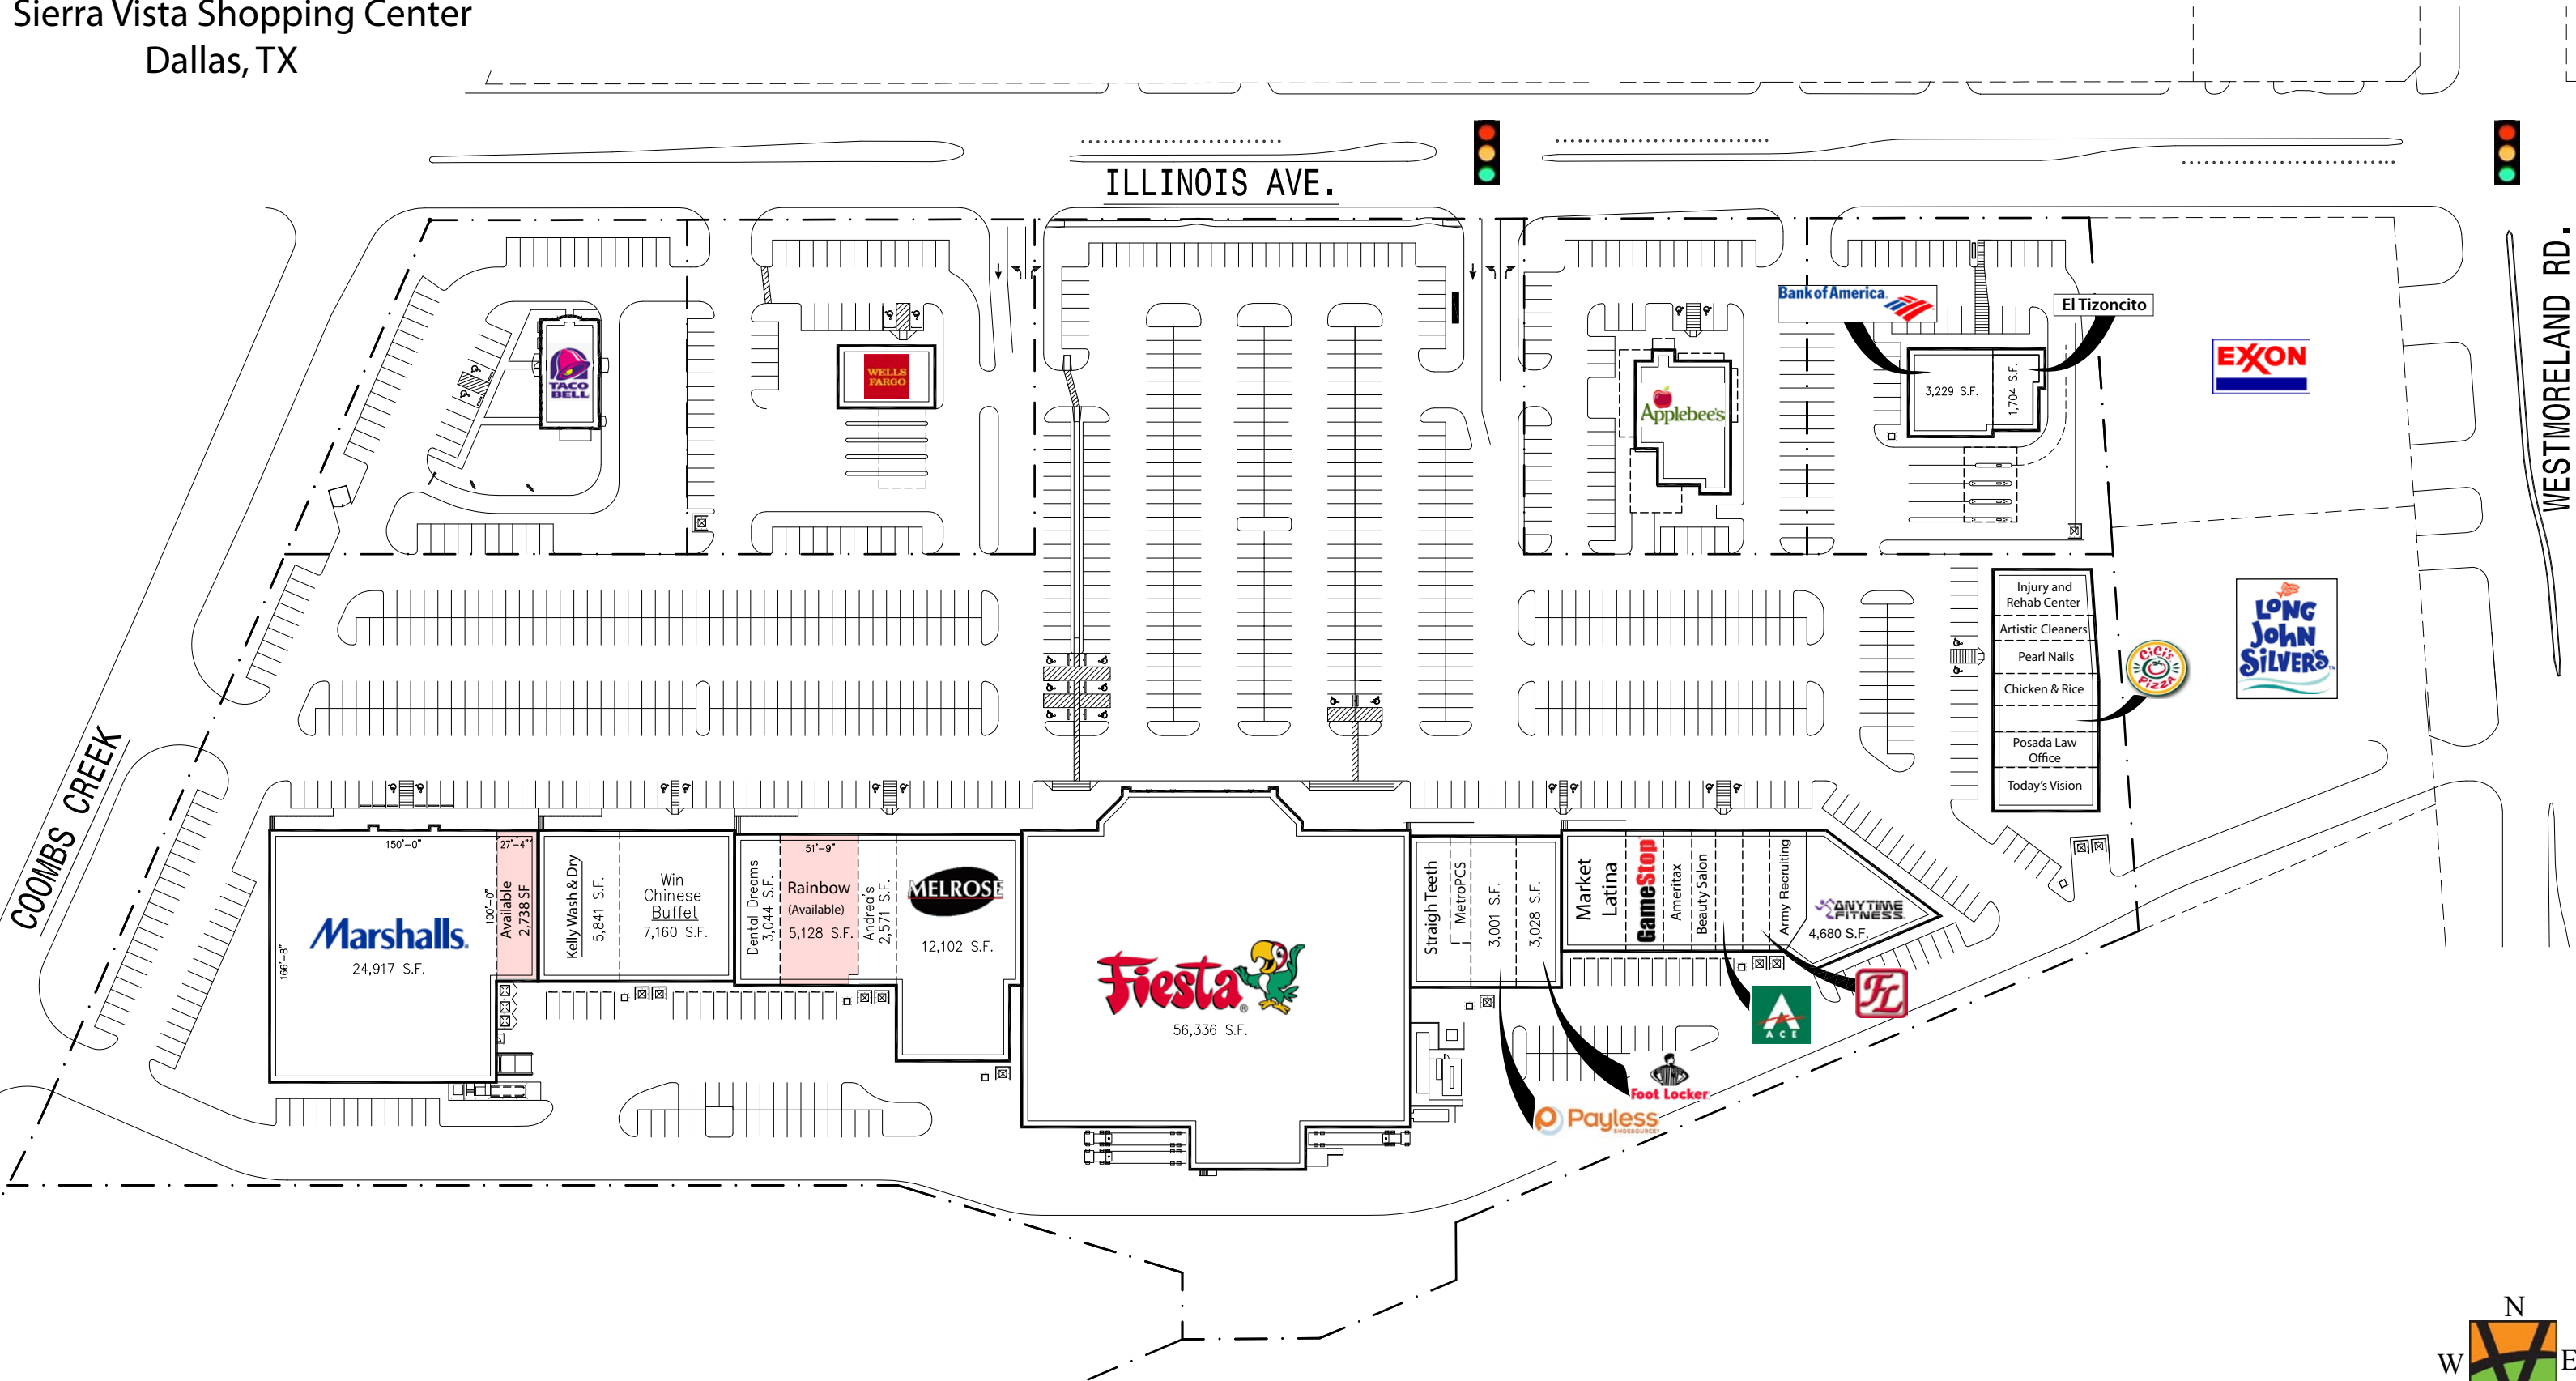 Sierra Vista Shopping Center
Dallas, TX
ILLINOIS AVE.
WESTMORELAND RD.
COOMBS CREEK
TACO
BELL
WELLS
FARGO
Applebee's
Bank of America
El Tizoncito
3,229 S.F.
1,704 S.F.
EXXON
LONG
JOHN
SILVER'S
Injury and
Rehab Center
Artistic Cleaners
Pearl Nails
Chicken & Rice
CiCi's
PIZZA
Posada Law
Office
Today's Vision
150'-0"
166'-8"
Marshalls
24,917 S.F.
27'-4"
100'-0"
Available
2,738 SF
Kelly Wash & Dry
5,841 S.F.
Win
Chinese
Buffet
7,160 S.F.
Dental Dreams
3,044 S.F.
51'-9"
Rainbow
(Available)
5,128 S.F.
Andrea's
2,571 S.F.
MELROSE
12,102 S.F.
Fiesta®
56,336 S.F.
Straigh Teeth
MetroPCS
3,001 S.F.
3,028 S.F.
Market
Latina
GameStop
Ameritax
Beauty Salon
Army Recruiting
ANYTIME
FITNESS
4,680 S.F.
ACE
FL
Foot Locker
Payless
SHOESOURCE
N
W
E